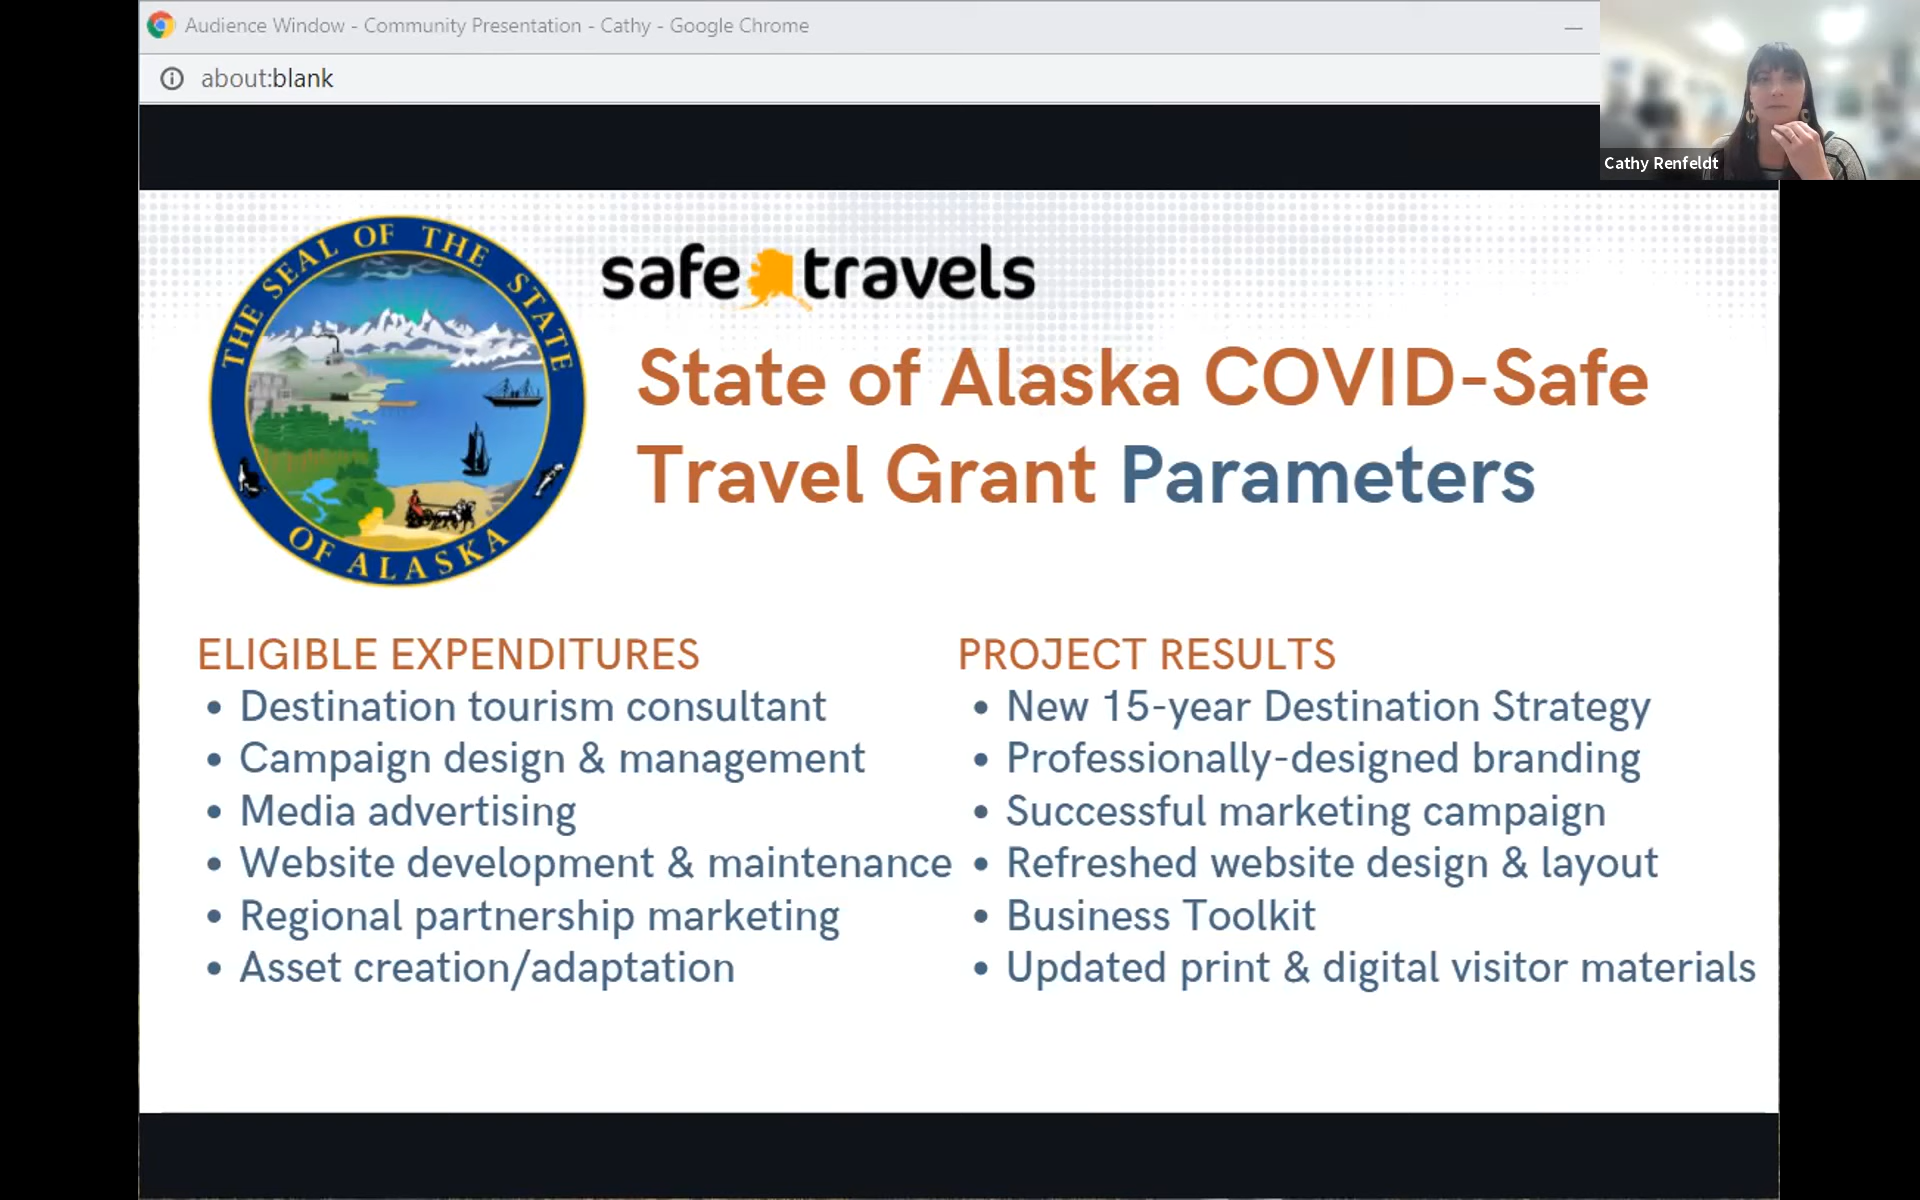 Audience Window - Community Presentation - Cathy - Google Chrome
about:blank
Cathy Renfeldt
THE SEAL OF THE STATE
OF ALASKA
safe travels
State of Alaska COVID-Safe
Travel Grant Parameters
ELIGIBLE EXPENDITURES
• Destination tourism consultant
• Campaign design & management
• Media advertising
• Website development & maintenance
• Regional partnership marketing
• Asset creation/adaptation
PROJECT RESULTS
• New 15-year Destination Strategy
• Professionally-designed branding
• Successful marketing campaign
• Refreshed website design & layout
• Business Toolkit
• Updated print & digital visitor materials